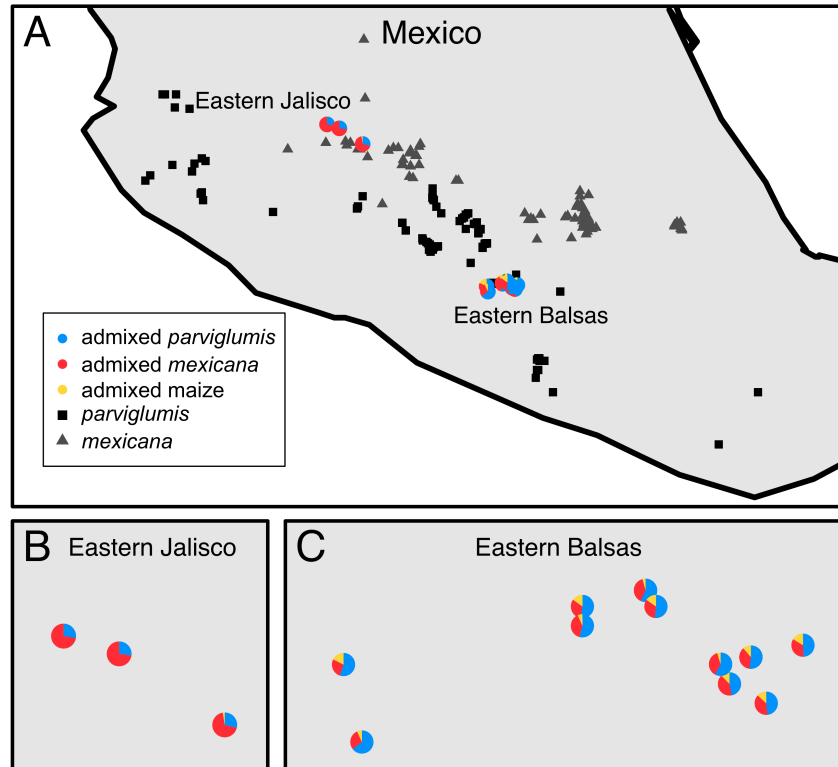 A
Mexico
Eastern Jalisco
Eastern Balsas
admixed parviglumis
admixed mexicana
admixed maize
parviglumis
mexicana
B
Eastern Jalisco
C
Eastern Balsas